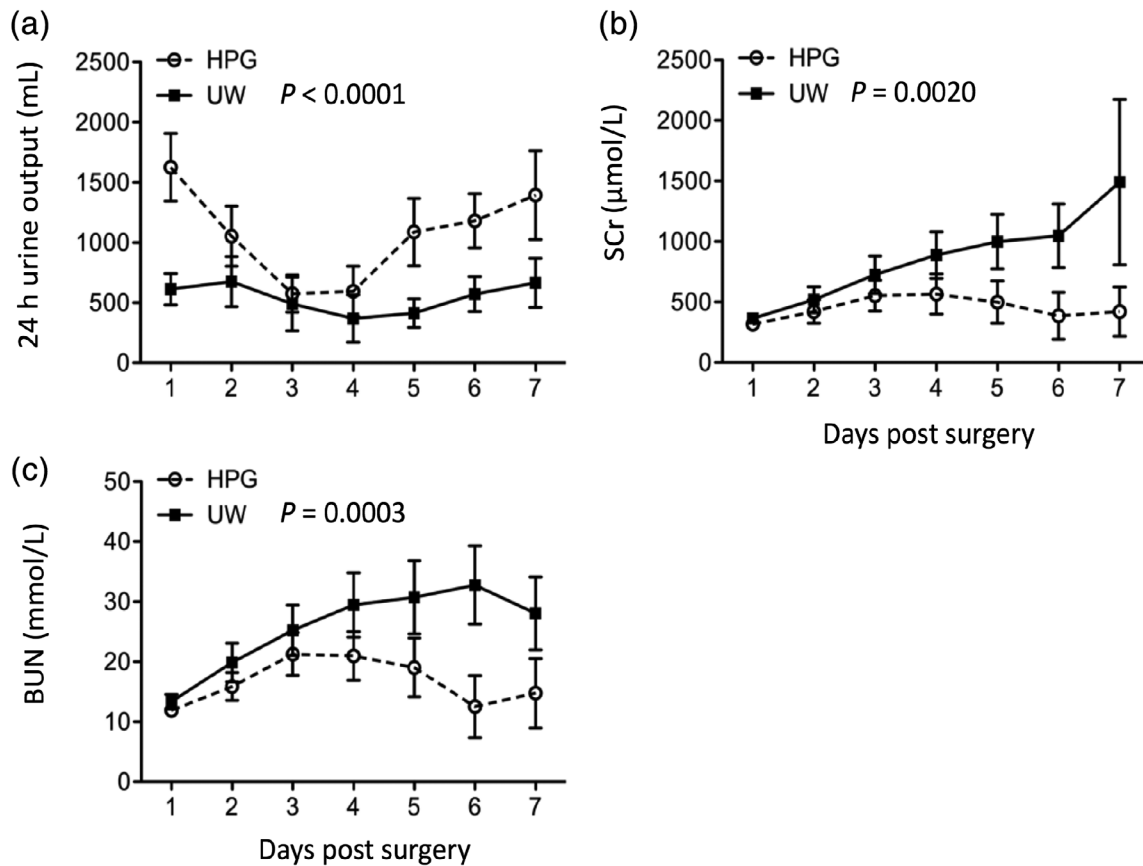 (a)
HPG
UW P < 0.0001
24 h urine output (mL)
2500
2000
1500
1000
500
0
1 2 3 4 5 6 7
(b)
HPG
UW P = 0.0020
SCr (µmol/L)
2500
2000
1500
1000
500
0
1 2 3 4 5 6 7
Days post surgery
(c)
HPG
UW P = 0.0003
BUN (mmol/L)
50
40
30
20
10
0
1 2 3 4 5 6 7
Days post surgery